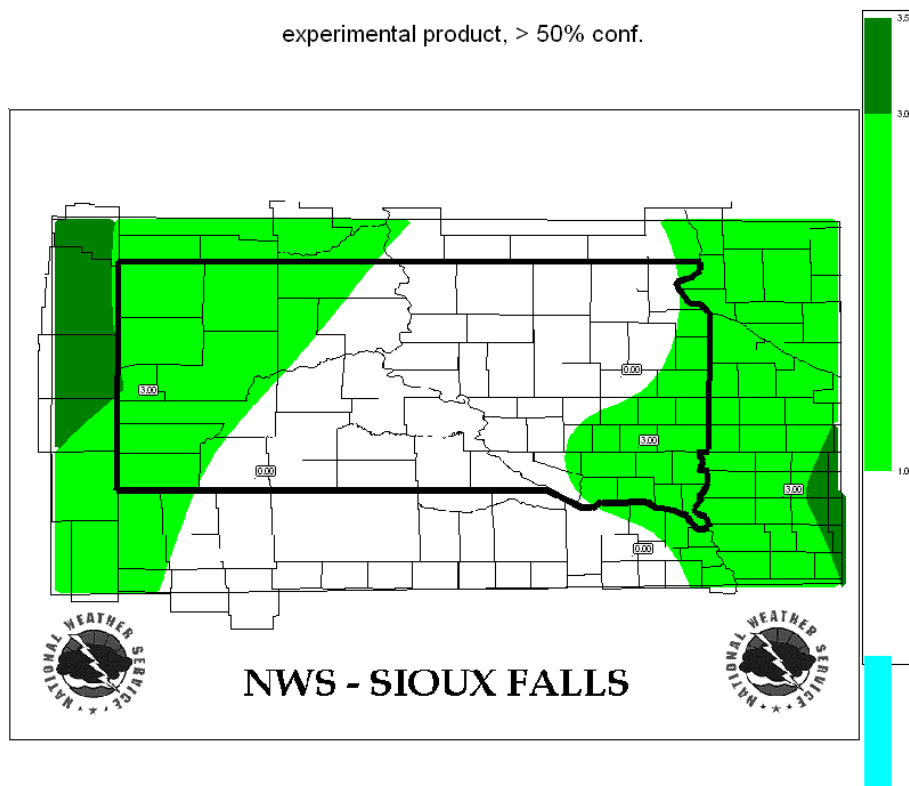 experimental product, > 50% conf.
3.5
3.0
0.00
3.00
3.00
0.00
1.0
3.00
0.00
NATIONAL WEATHER SERVICE
NWS - SIOUX FALLS
NATIONAL WEATHER SERVICE